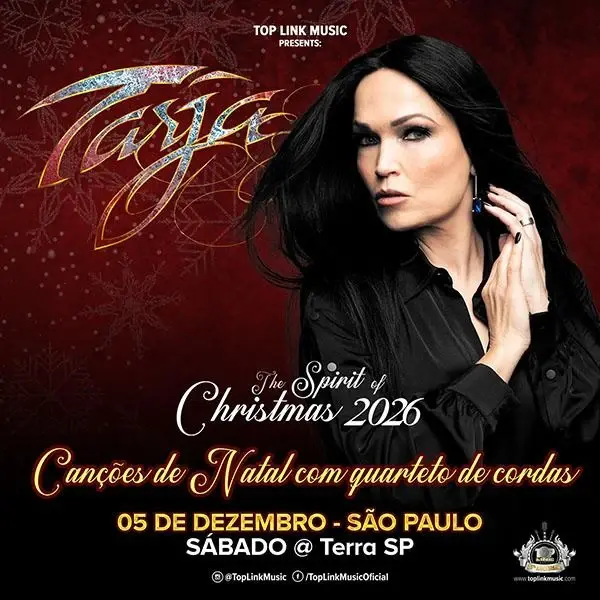 TOP LINK MUSIC
PRESENTS:
Tarja
The Spirit of
Christmas 2026
Canções de Natal com quarteto de cordas
05 DE DEZEMBRO - SÃO PAULO
SÁBADO @ Terra SP
@TopLinkMusic /TopLinkMusicOficial
www.toplinkmusic.com